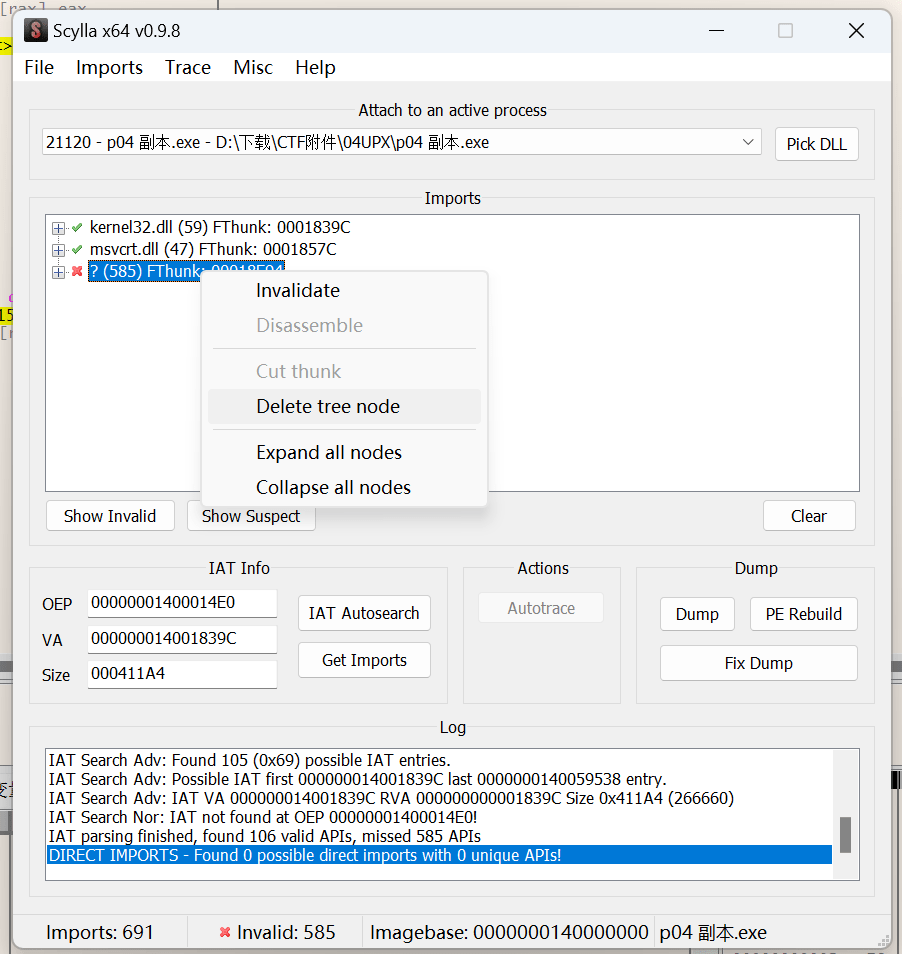 [rax], eax
Scylla x64 v0.9.8
File Imports Trace Misc Help
Attach to an active process
21120 - p04 副本.exe - D:\下载\CTF附件\04UPX\p04 副本.exe
Pick DLL
Imports
kernel32.dll (59) FThunk: 0001839C
msvcrt.dll (47) FThunk: 0001857C
? (585) FThunk: 00018F04
Invalidate
Disassemble
Cut thunk
Delete tree node
Expand all nodes
Collapse all nodes
Show Invalid
Show Suspect
Clear
IAT Info
OEP 00000001400014E0
VA 000000014001839C
Size 000411A4
IAT Autosearch
Get Imports
Actions
Autotrace
Dump
Dump
PE Rebuild
Fix Dump
Log
IAT Search Adv: Found 105 (0x69) possible IAT entries.
IAT Search Adv: Possible IAT first 000000014001839C last 0000000140059538 entry.
IAT Search Adv: IAT VA 000000014001839C RVA 000000000001839C Size 0x411A4 (266660)
IAT Search Nor: IAT not found at OEP 00000001400014E0!
IAT parsing finished, found 106 valid APIs, missed 585 APIs
DIRECT IMPORTS - Found 0 possible direct imports with 0 unique APIs!
Imports: 691
Invalid: 585
Imagebase: 0000000140000000
p04 副本.exe